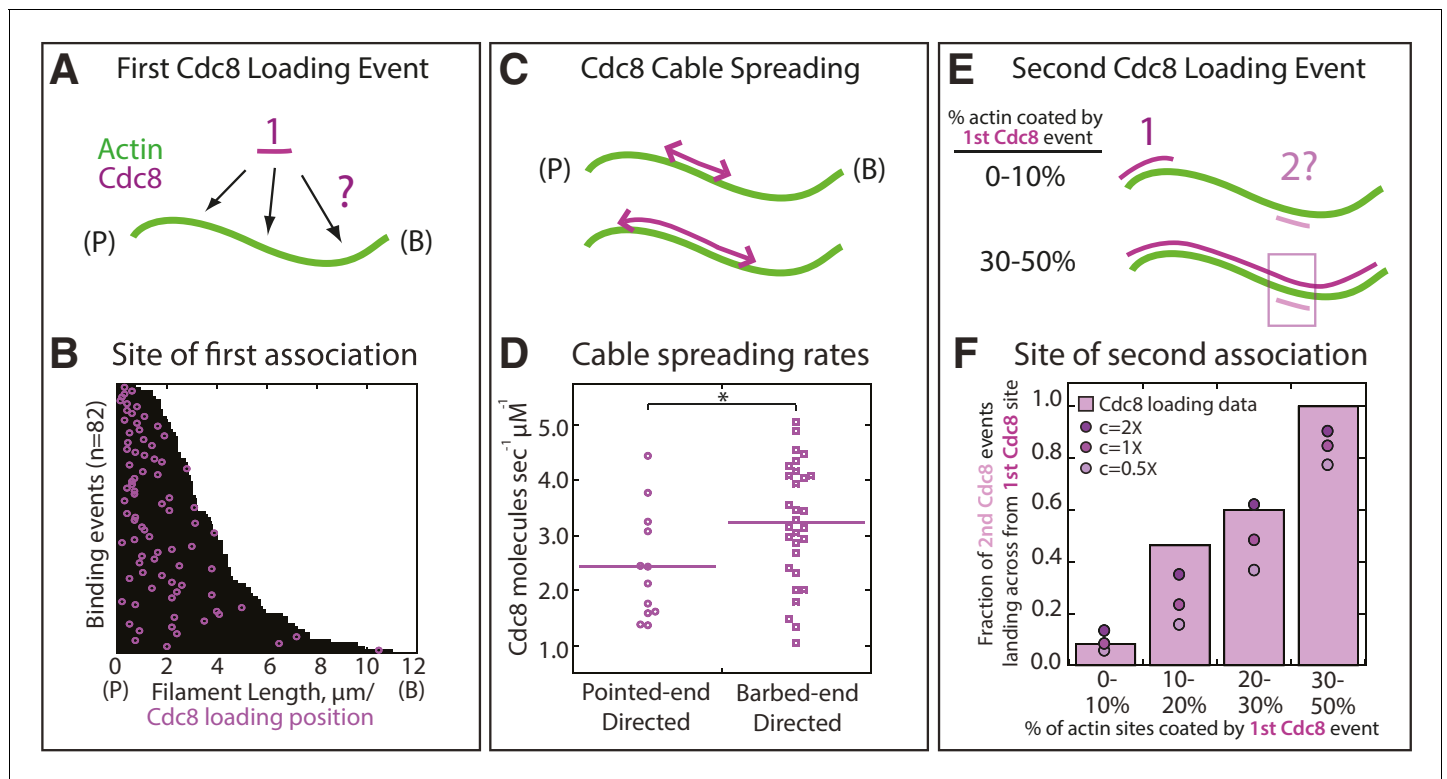 A First Cdc8 Loading Event
1
Actin
Cdc8
?
(P)
(B)
B Site of first association
Binding events (n=82)
0 2 4 6 8 10 12
(P) Filament Length, µm/ (B)
Cdc8 loading position
C Cdc8 Cable Spreading
(P)
(B)
D Cable spreading rates
Cdc8 molecules sec⁻¹ µM⁻¹
*
5.0
4.0
3.0
2.0
1.0
Pointed-end Barbed-end
Directed Directed
E Second Cdc8 Loading Event
% actin coated by
1st Cdc8 event
1
0-10%
2?
30-50%
F Site of second association
Fraction of 2nd Cdc8 events
landing across from 1st Cdc8 site
1.0
0.8
0.6
0.4
0.2
0.0
Cdc8 loading data
c=2X
c=1X
c=0.5X
0- 10- 20- 30-
10% 20% 30% 50%
% of actin sites coated by 1st Cdc8 event